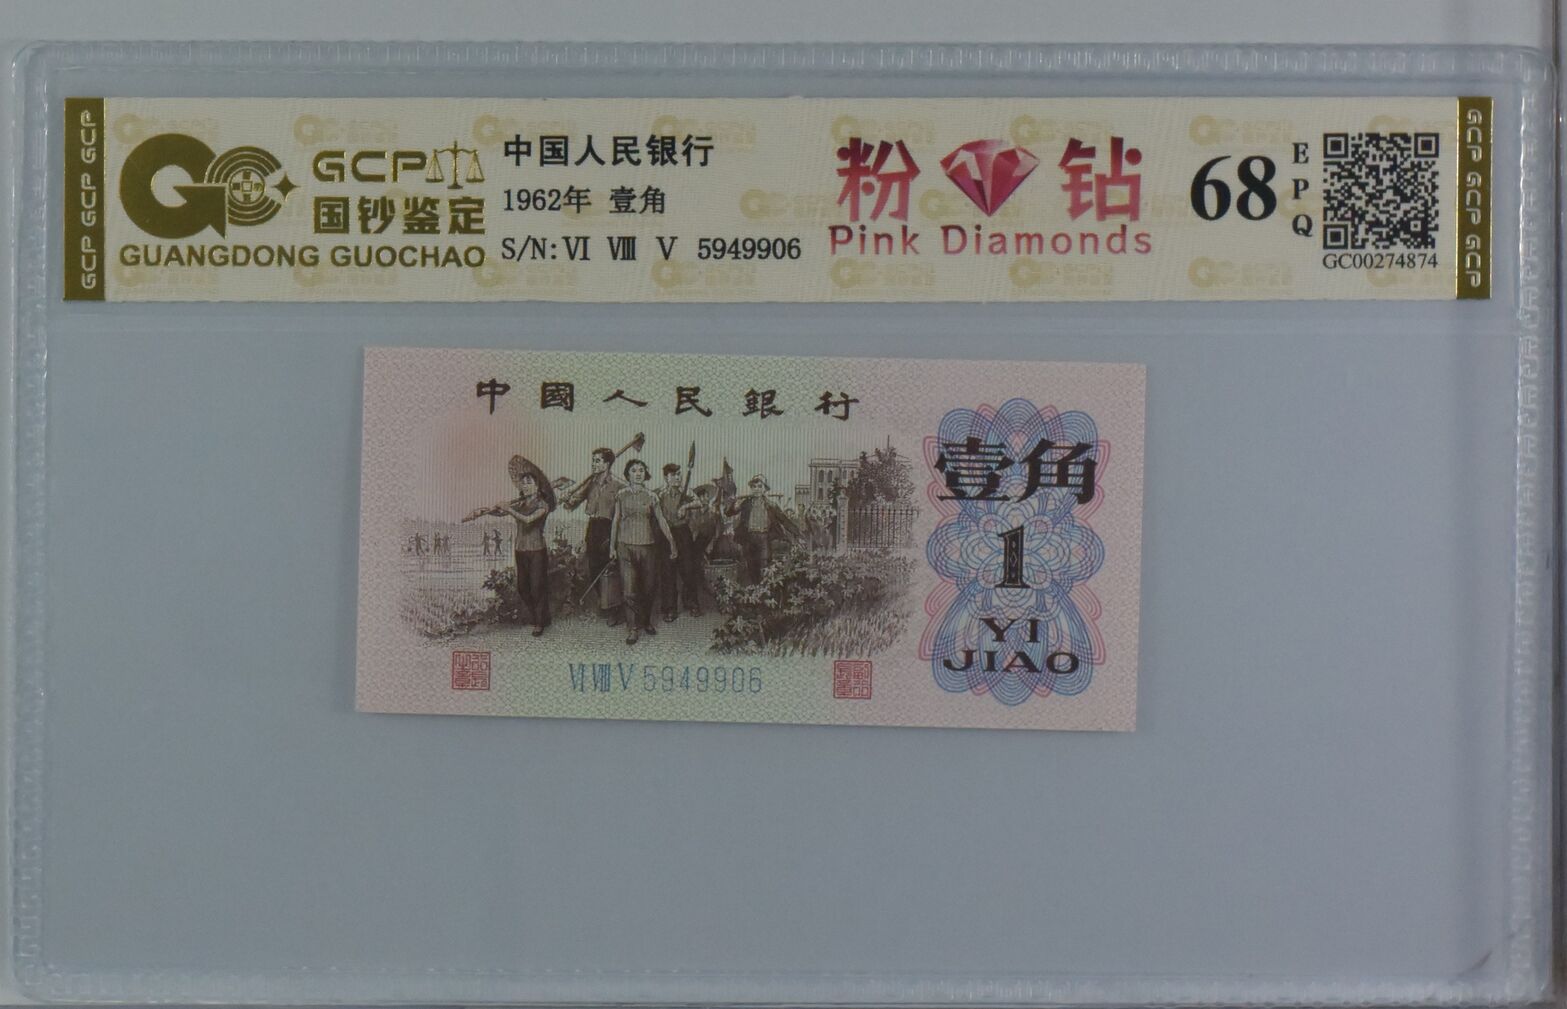 GCP GCP GCP
GCP
国钞鉴定
GUANGDONG GUOCHAO
中国人民银行
1962年 壹角
S/N: VI VIII V 5949906
粉 钻
Pink Diamonds
68
EPQ
GC00274874
GCP GCP GCP
中國人民銀行
壹角
1
YI
JIAO
VI VIII V 5949906